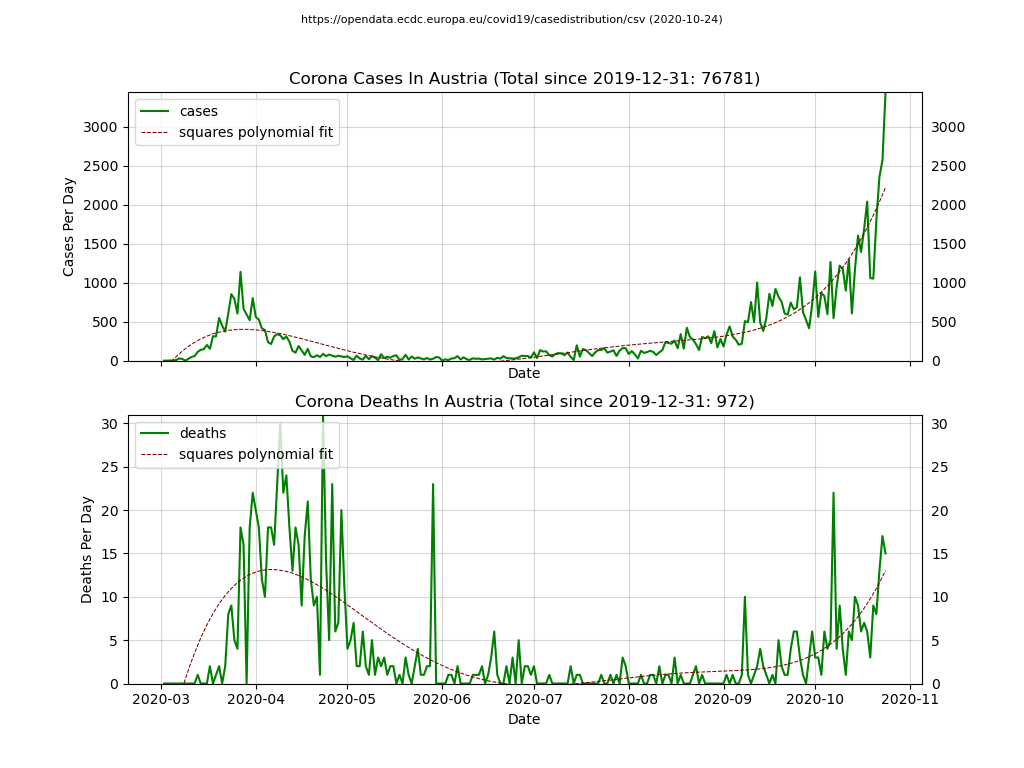 https://opendata.ecdc.europa.eu/covid19/casedistribution/csv (2020-10-24)
Corona Cases In Austria (Total since 2019-12-31: 76781)
cases
squares polynomial fit
Cases Per Day
3000
2500
2000
1500
1000
500
0
3000
2500
2000
1500
1000
500
0
Date
Corona Deaths In Austria (Total since 2019-12-31: 972)
deaths
squares polynomial fit
Deaths Per Day
30
25
20
15
10
5
0
30
25
20
15
10
5
0
2020-03 2020-04 2020-05 2020-06 2020-07 2020-08 2020-09 2020-10 2020-11
Date